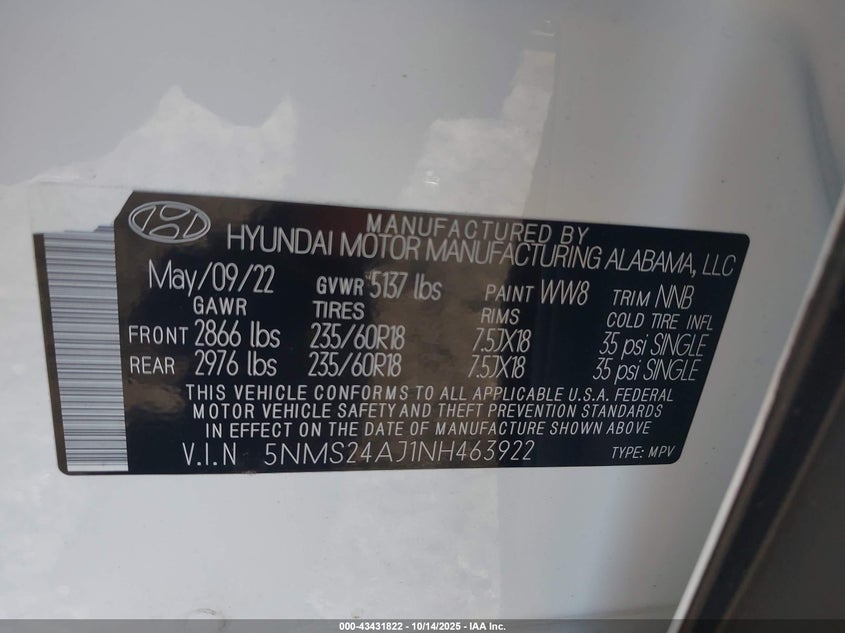 MANUFACTURED BY
HYUNDAI MOTOR MANUFACTURING ALABAMA, LLC
May/09/22 GVWR 5137 lbs PAINT WW8 TRIM NNB
GAWR TIRES RIMS COLD TIRE INFL
FRONT 2866 lbs 235/60R18 7.5JX18 35 psi SINGLE
REAR 2976 lbs 235/60R18 7.5JX18 35 psi SINGLE
THIS VEHICLE CONFORMS TO ALL APPLICABLE U.S.A. FEDERAL
MOTOR VEHICLE SAFETY AND THEFT PREVENTION STANDARDS
IN EFFECT ON THE DATE OF MANUFACTURE SHOWN ABOVE
V.I.N 5NMS24AJ1NH463922 TYPE: MPV
000-43431822 - 10/14/2025 - IAA Inc.